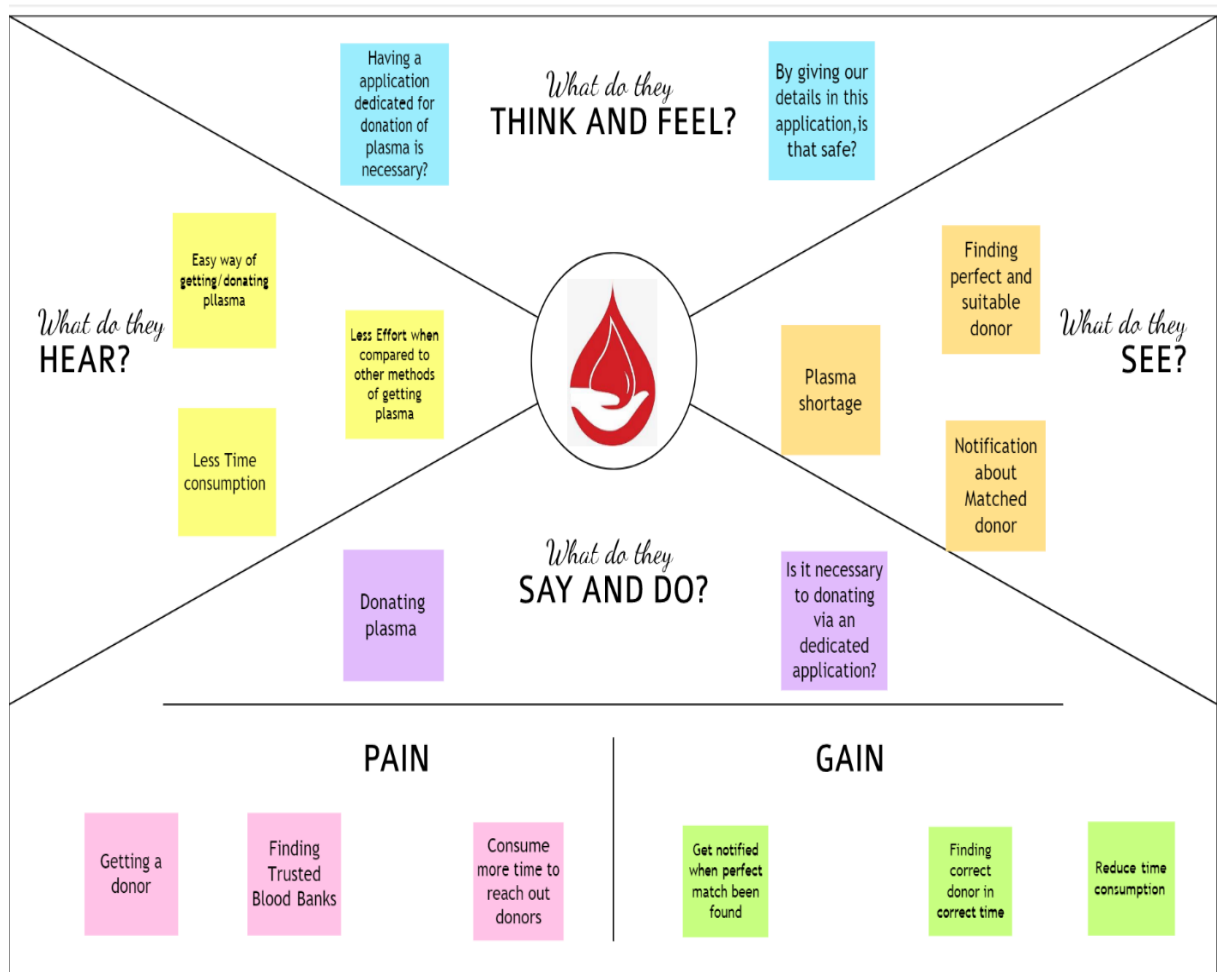 Having a
application
dedicated for
donation of
plasma is
necessary?
What do they
THINK AND FEEL?
By giving our
details in this
application,is
that safe?
What do they
HEAR?
Easy way of
getting/donating
pllasma
Less Effort when
compared to
other methods
of getting
plasma
Less Time
consumption
Plasma
shortage
Finding
perfect and
suitable
donor
Notification
about
Matched
donor
What do they
SEE?
What do they
SAY AND DO?
Donating
plasma
Is it necessary
to donating
via an
dedicated
application?
PAIN
Getting a
donor
Finding
Trusted
Blood Banks
Consume
more time to
reach out
donors
GAIN
Get notified
when perfect
match been
found
Finding
correct
donor in
correct time
Reduce time
consumption